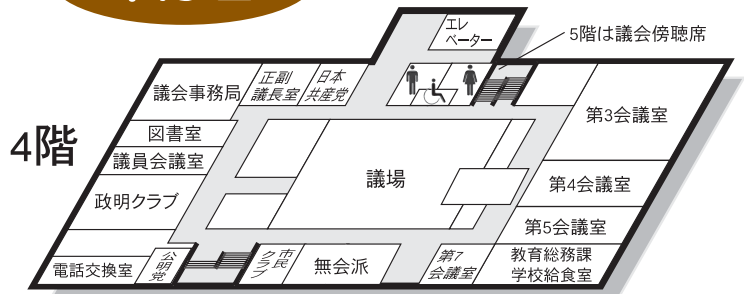 エレ
ベーター
5階は議会傍聴席
4階
議会事務局
正副
議長室
日本
共産党
第3会議室
図書室
議員会議室
議場
第4会議室
政明クラブ
第5会議室
電話交換室
公明党
市民
クラブ
無会派
第7
会議室
教育総務課
学校給食室